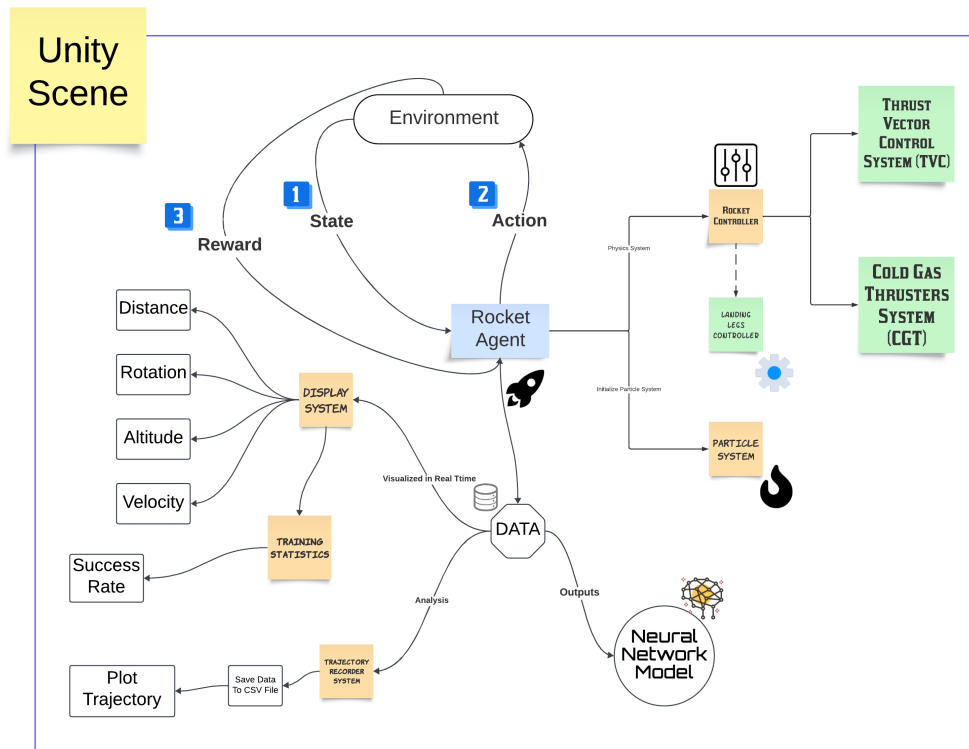 Unity
Scene
Environment
1
State
2
Action
3
Reward
Rocket
Agent
Physics System
Initialize Particle System
Rocket
Controller
Thrust
Vector
Control
System (TVC)
Cold Gas
Thrusters
System
(CGT)
Landing
Legs
Controller
Particle
System
Distance
Rotation
Altitude
Velocity
Display
System
Visualized in Real Ttime
DATA
Training
Statistics
Success
Rate
Analysis
Outputs
Trajectory
Recorder
System
Save Data
To CSV File
Plot
Trajectory
Neural
Network
Model